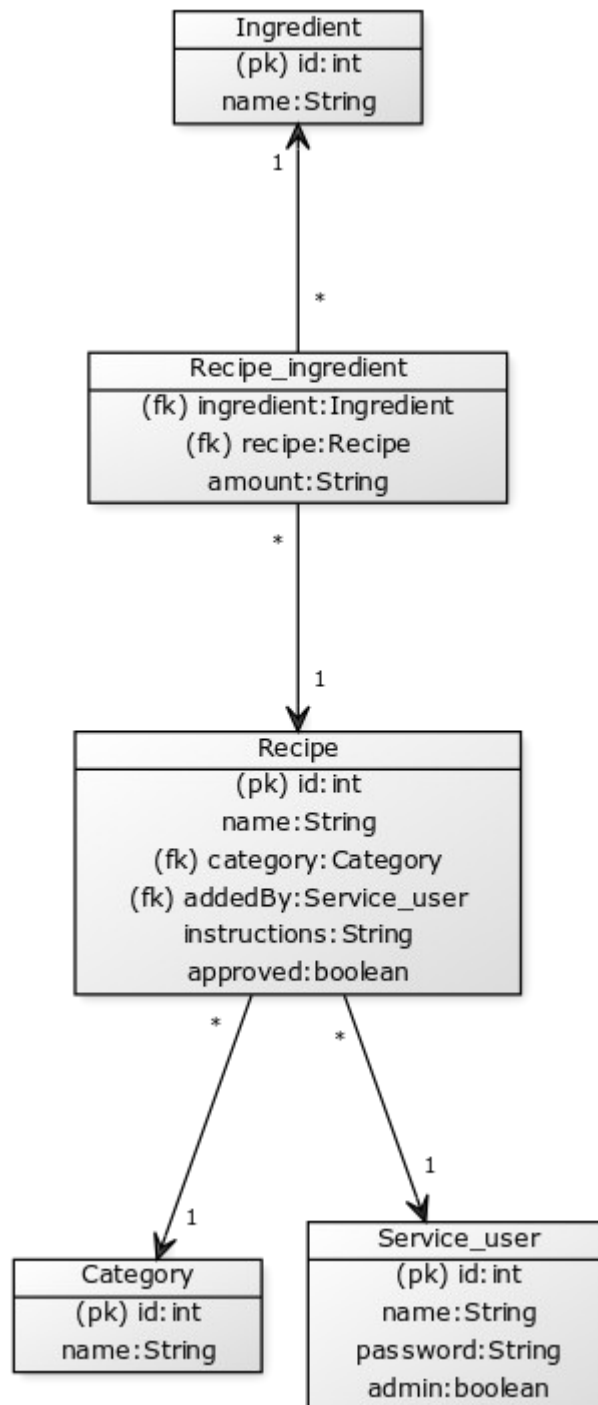 Ingredient
(pk) id:int
name:String
1
*
Recipe_ingredient
(fk) ingredient:Ingredient
(fk) recipe:Recipe
amount:String
*
1
Recipe
(pk) id:int
name:String
(fk) category:Category
(fk) addedBy:Service_user
instructions:String
approved:boolean
*
*
1
1
Category
(pk) id:int
name:String
Service_user
(pk) id:int
name:String
password:String
admin:boolean